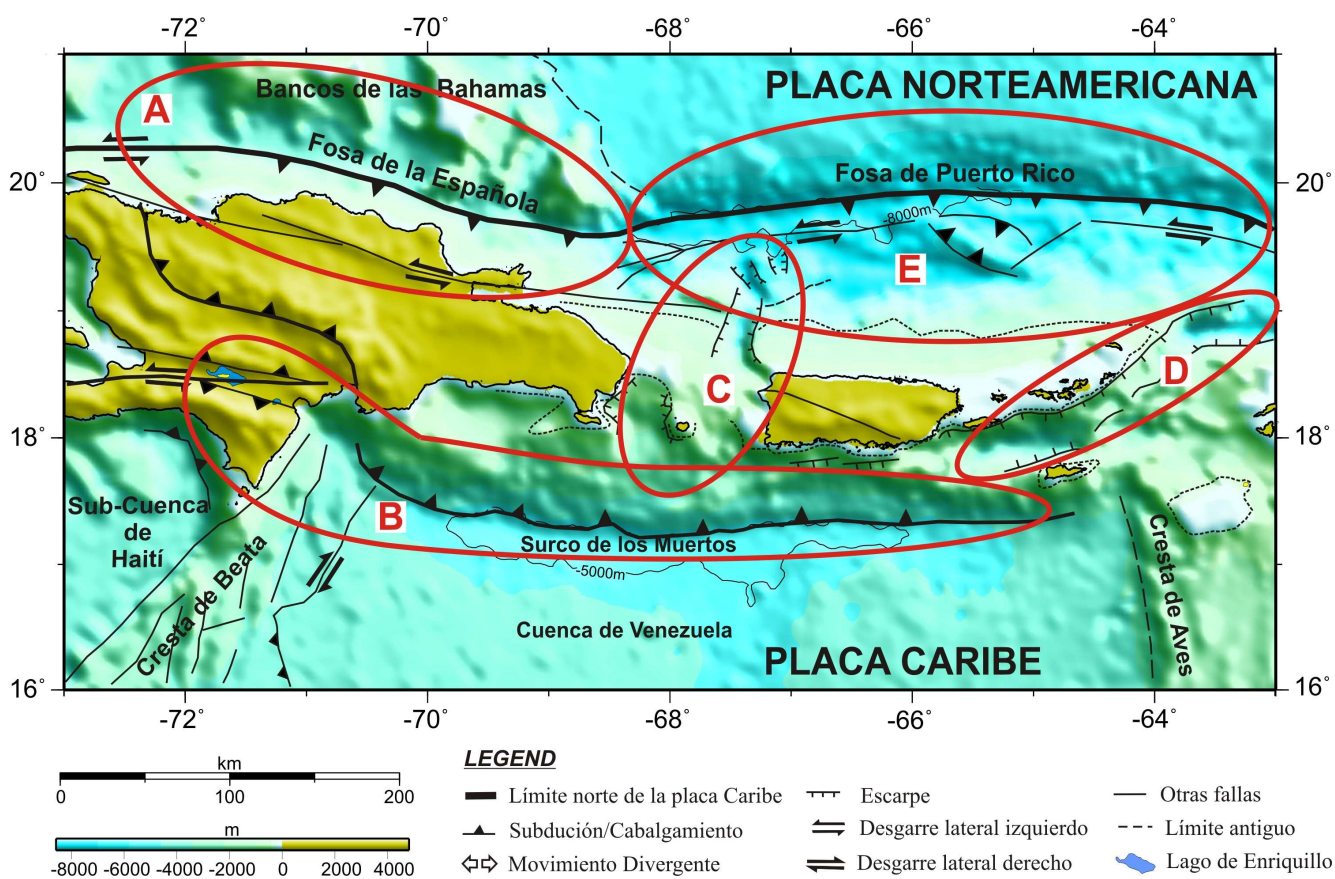 -72°
-70°
-68°
-66°
-64°
A
Bancos de las Bahamas
PLACA NORTEAMERICANA
Fosa de la Española
Fosa de Puerto Rico
20°
20°
-8000m
E
C
D
18°
18°
Sub-Cuenca
de
Haití
B
Surco de los Muertos
-5000m
Cresta de Beata
Cresta de Aves
Cuenca de Venezuela
PLACA CARIBE
16°
16°
-72°
-70°
-68°
-66°
-64°
km
0 100 200
m
-8000 -6000 -4000 -2000 0 2000 4000
LEGEND
Límite norte de la placa Caribe
Subdución/Cabalgamiento
Movimiento Divergente
Escarpe
Desgarre lateral izquierdo
Desgarre lateral derecho
Otras fallas
Límite antiguo
Lago de Enriquillo